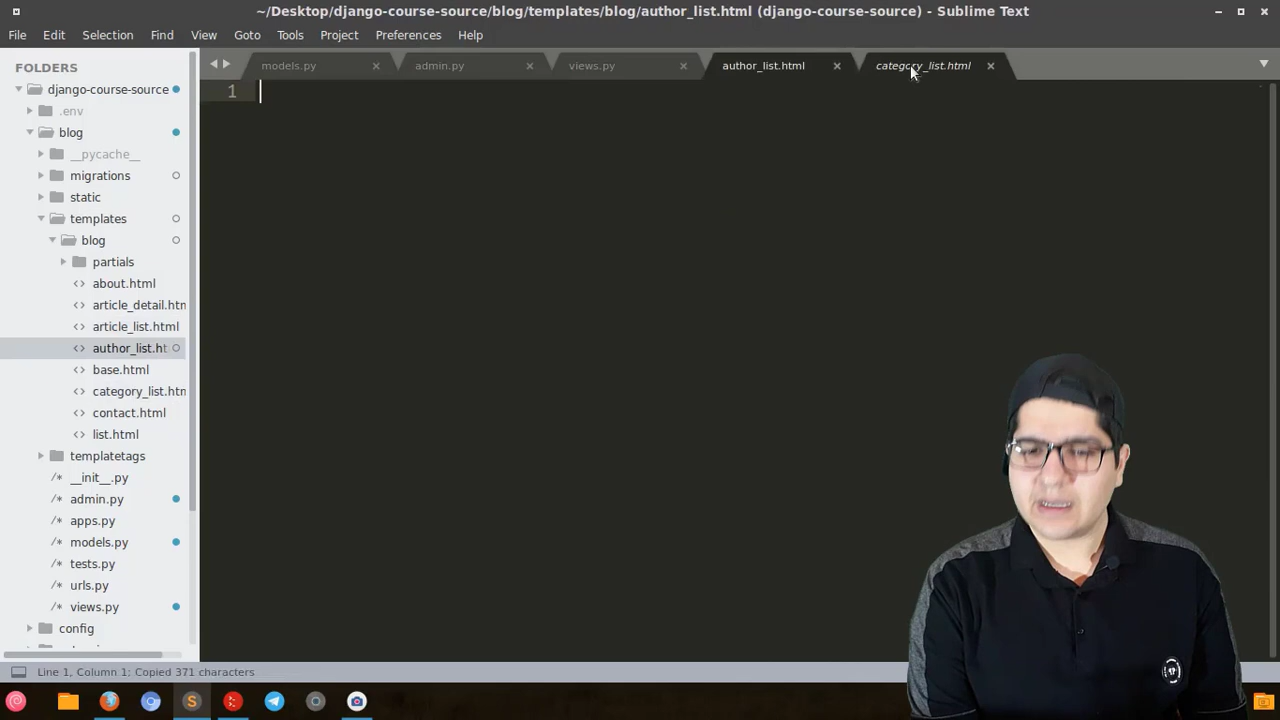 ~/Desktop/django-course-source/blog/templates/blog/author_list.html (django-course-source) - Sublime Text
File Edit Selection Find View Goto Tools Project Preferences Help
FOLDERS
models.py admin.py views.py author_list.html category_list.html
django-course-source
1
.env
blog
__pycache__
migrations
static
templates
blog
partials
about.html
article_detail.htm
article_list.html
author_list.ht
base.html
category_list.htm
contact.html
list.html
templatetags
__init__.py
admin.py
apps.py
models.py
tests.py
urls.py
views.py
config
Line 1, Column 1; Copied 371 characters